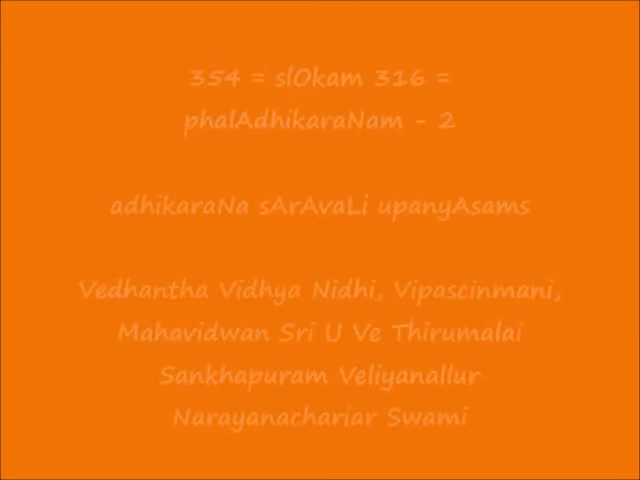 354 = slOkam 316 =
phalAdhikaraNam - 2
adhikaraNa sArAvaLi upanyAsams
Vedhantha Vidhya Nidhi, Vipascinmani,
Mahavidwan Sri U Ve Thirumalai
Sankhapuram Veliyanallur
Narayanachariar Swami